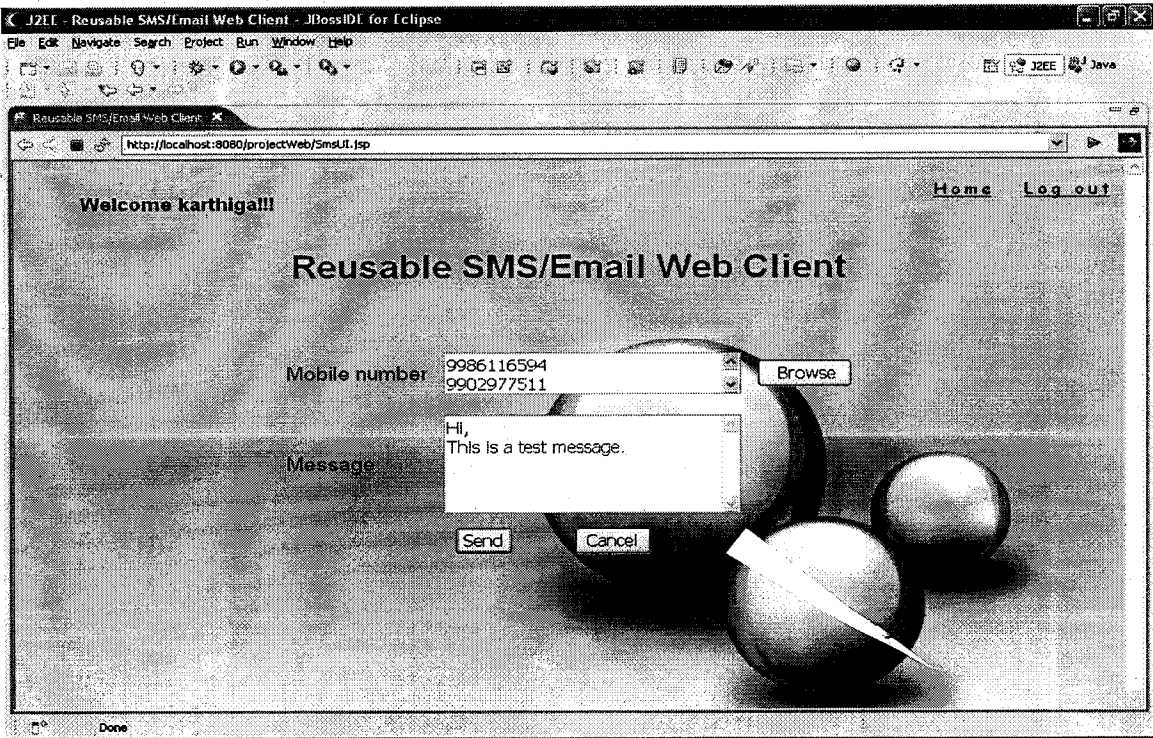 J2EE - Reusable SMS/Email Web Client - JBossIDE for Eclipse
File Edit Navigate Search Project Run Window Help
J2EE Java
Reusable SMS/Email Web Client
http://localhost:8080/projectWeb/SmsUI.jsp
Home Log out
Welcome karthiga!!!
Reusable SMS/Email Web Client
Mobile number
9986116594
9902977511
Browse
Message
Hi,
This is a test message.
Send Cancel
Done